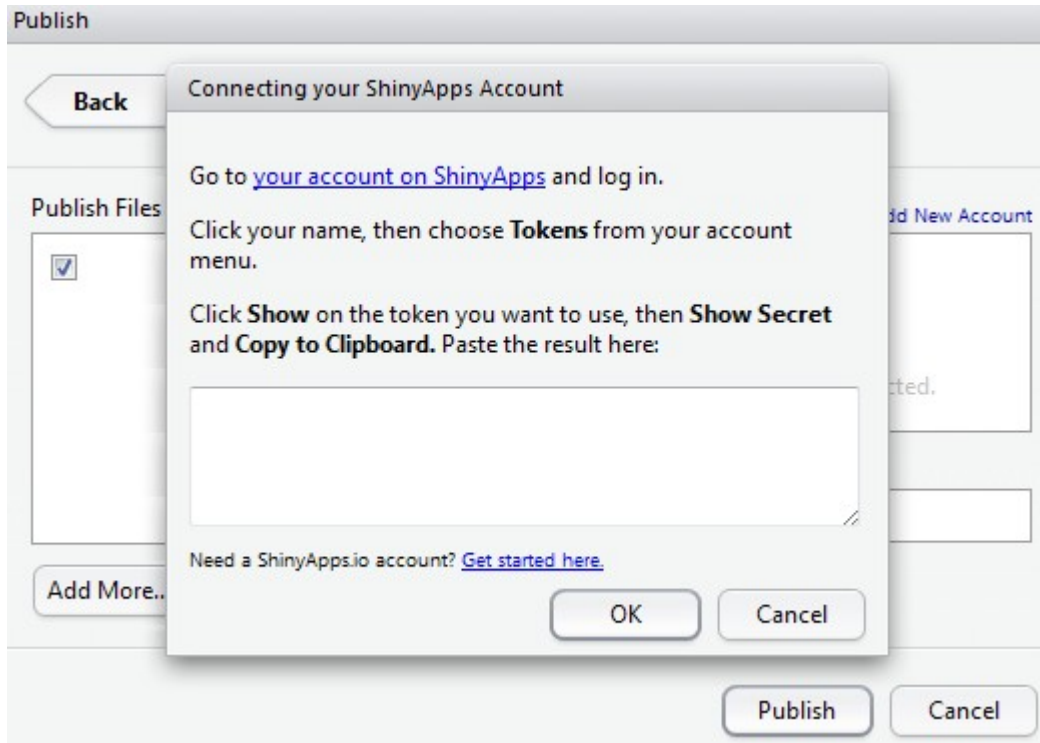 Publish
Back
Connecting your ShinyApps Account
Go to your account on ShinyApps and log in.
Click your name, then choose Tokens from your account
menu.
Click Show on the token you want to use, then Show Secret
and Copy to Clipboard. Paste the result here:
Need a ShinyApps.io account? Get started here.
OK
Cancel
Publish Files
New Account
Add More..
Publish
Cancel